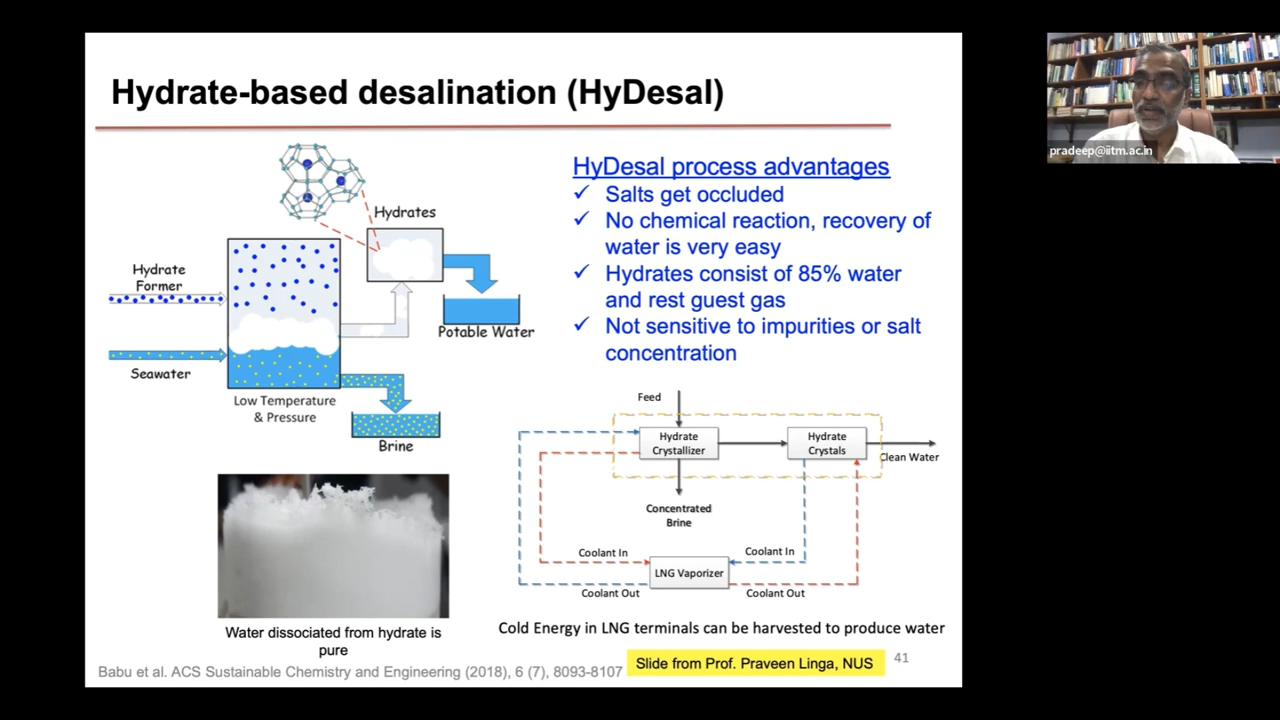 Hydrate-based desalination (HyDesal)
pradeep@iitm.ac.in
Hydrates
Hydrate
Former
Seawater
Low Temperature
& Pressure
Potable Water
Brine
HyDesal process advantages
✓ Salts get occluded
✓ No chemical reaction, recovery of
water is very easy
✓ Hydrates consist of 85% water
and rest guest gas
✓ Not sensitive to impurities or salt
concentration
Feed
Hydrate
Crystallizer
Hydrate
Crystals
Clean Water
Concentrated
Brine
Coolant In
Coolant In
LNG Vaporizer
Coolant Out
Coolant Out
Water dissociated from hydrate is
pure
Cold Energy in LNG terminals can be harvested to produce water
Babu et al. ACS Sustainable Chemistry and Engineering (2018), 6 (7), 8093-8107
Slide from Prof. Praveen Linga, NUS
41